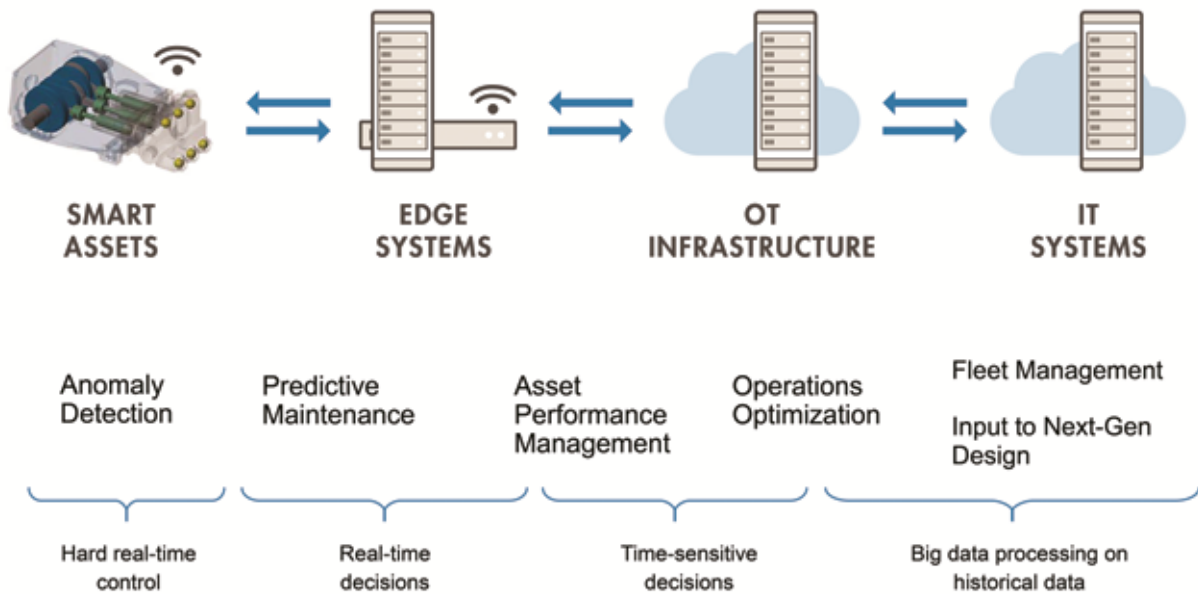 SMART
ASSETS
EDGE
SYSTEMS
OT
INFRASTRUCTURE
IT
SYSTEMS
Anomaly
Detection
Predictive
Maintenance
Asset
Performance
Management
Operations
Optimization
Fleet Management
Input to Next-Gen
Design
Hard real-time
control
Real-time
decisions
Time-sensitive
decisions
Big data processing on
historical data